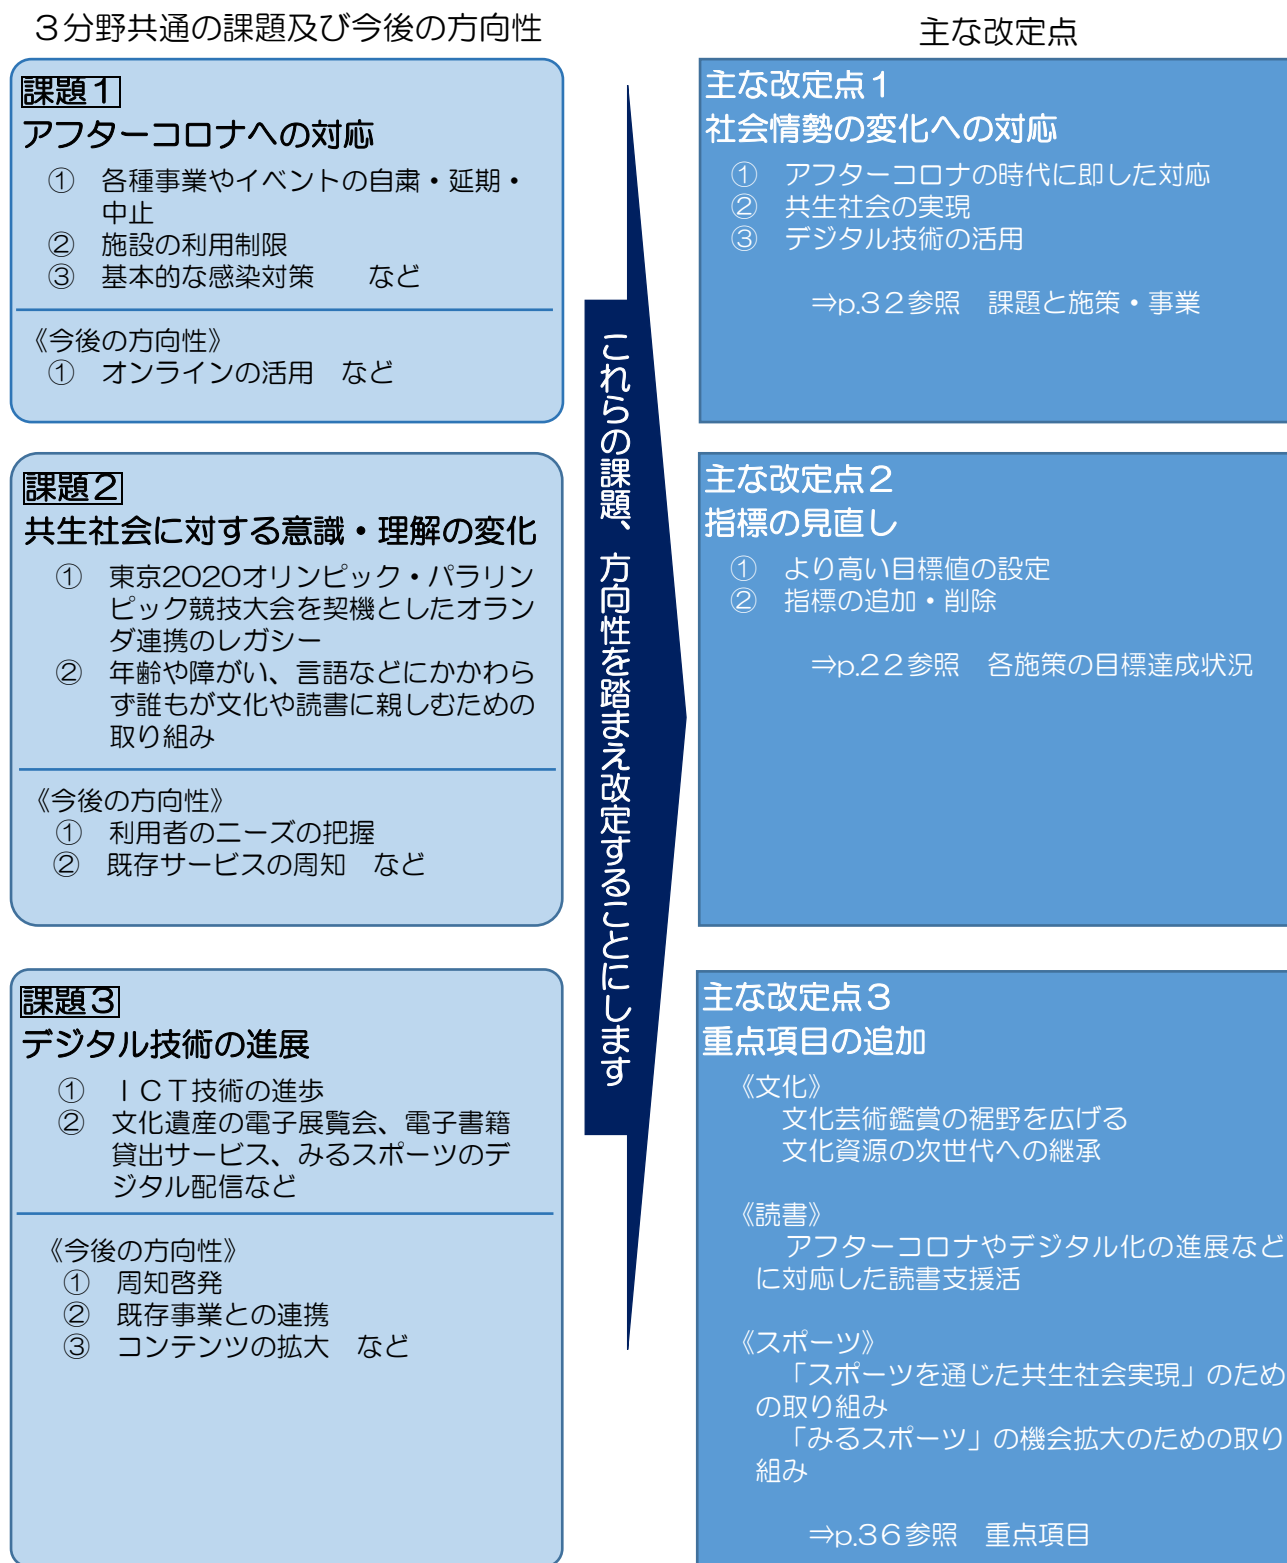 ３分野共通の課題及び今後の方向性
課題１
アフターコロナへの対応
① 各種事業やイベントの自粛・延期・
中止
② 施設の利用制限
③ 基本的な感染対策　　など
《今後の方向性》
① オンラインの活用　など
課題２
共生社会に対する意識・理解の変化
① 東京2020オリンピック・パラリン
ピック競技大会を契機としたオラン
ダ連携のレガシー
② 年齢や障がい、言語などにかかわら
ず誰もが文化や読書に親しむための
取り組み
《今後の方向性》
① 利用者のニーズの把握
② 既存サービスの周知　など
課題３
デジタル技術の進展
① ＩＣＴ技術の進歩
② 文化遺産の電子展覧会、電子書籍
貸出サービス、みるスポーツのデ
ジタル配信など
《今後の方向性》
① 周知啓発
② 既存事業との連携
③ コンテンツの拡大　など
これらの課題、方向性を踏まえ改定することにします
主な改定点
主な改定点１
社会情勢の変化への対応
① アフターコロナの時代に即した対応
② 共生社会の実現
③ デジタル技術の活用
⇒p.３２参照　課題と施策・事業
主な改定点２
指標の見直し
① より高い目標値の設定
② 指標の追加・削除
⇒p.２２参照　各施策の目標達成状況
主な改定点３
重点項目の追加
《文化》
文化芸術鑑賞の裾野を広げる
文化資源の次世代への継承
《読書》
アフターコロナやデジタル化の進展など
に対応した読書支援活
《スポーツ》
「スポーツを通じた共生社会実現」のため
の取り組み
「みるスポーツ」の機会拡大のための取り
組み
⇒p.３６参照　重点項目